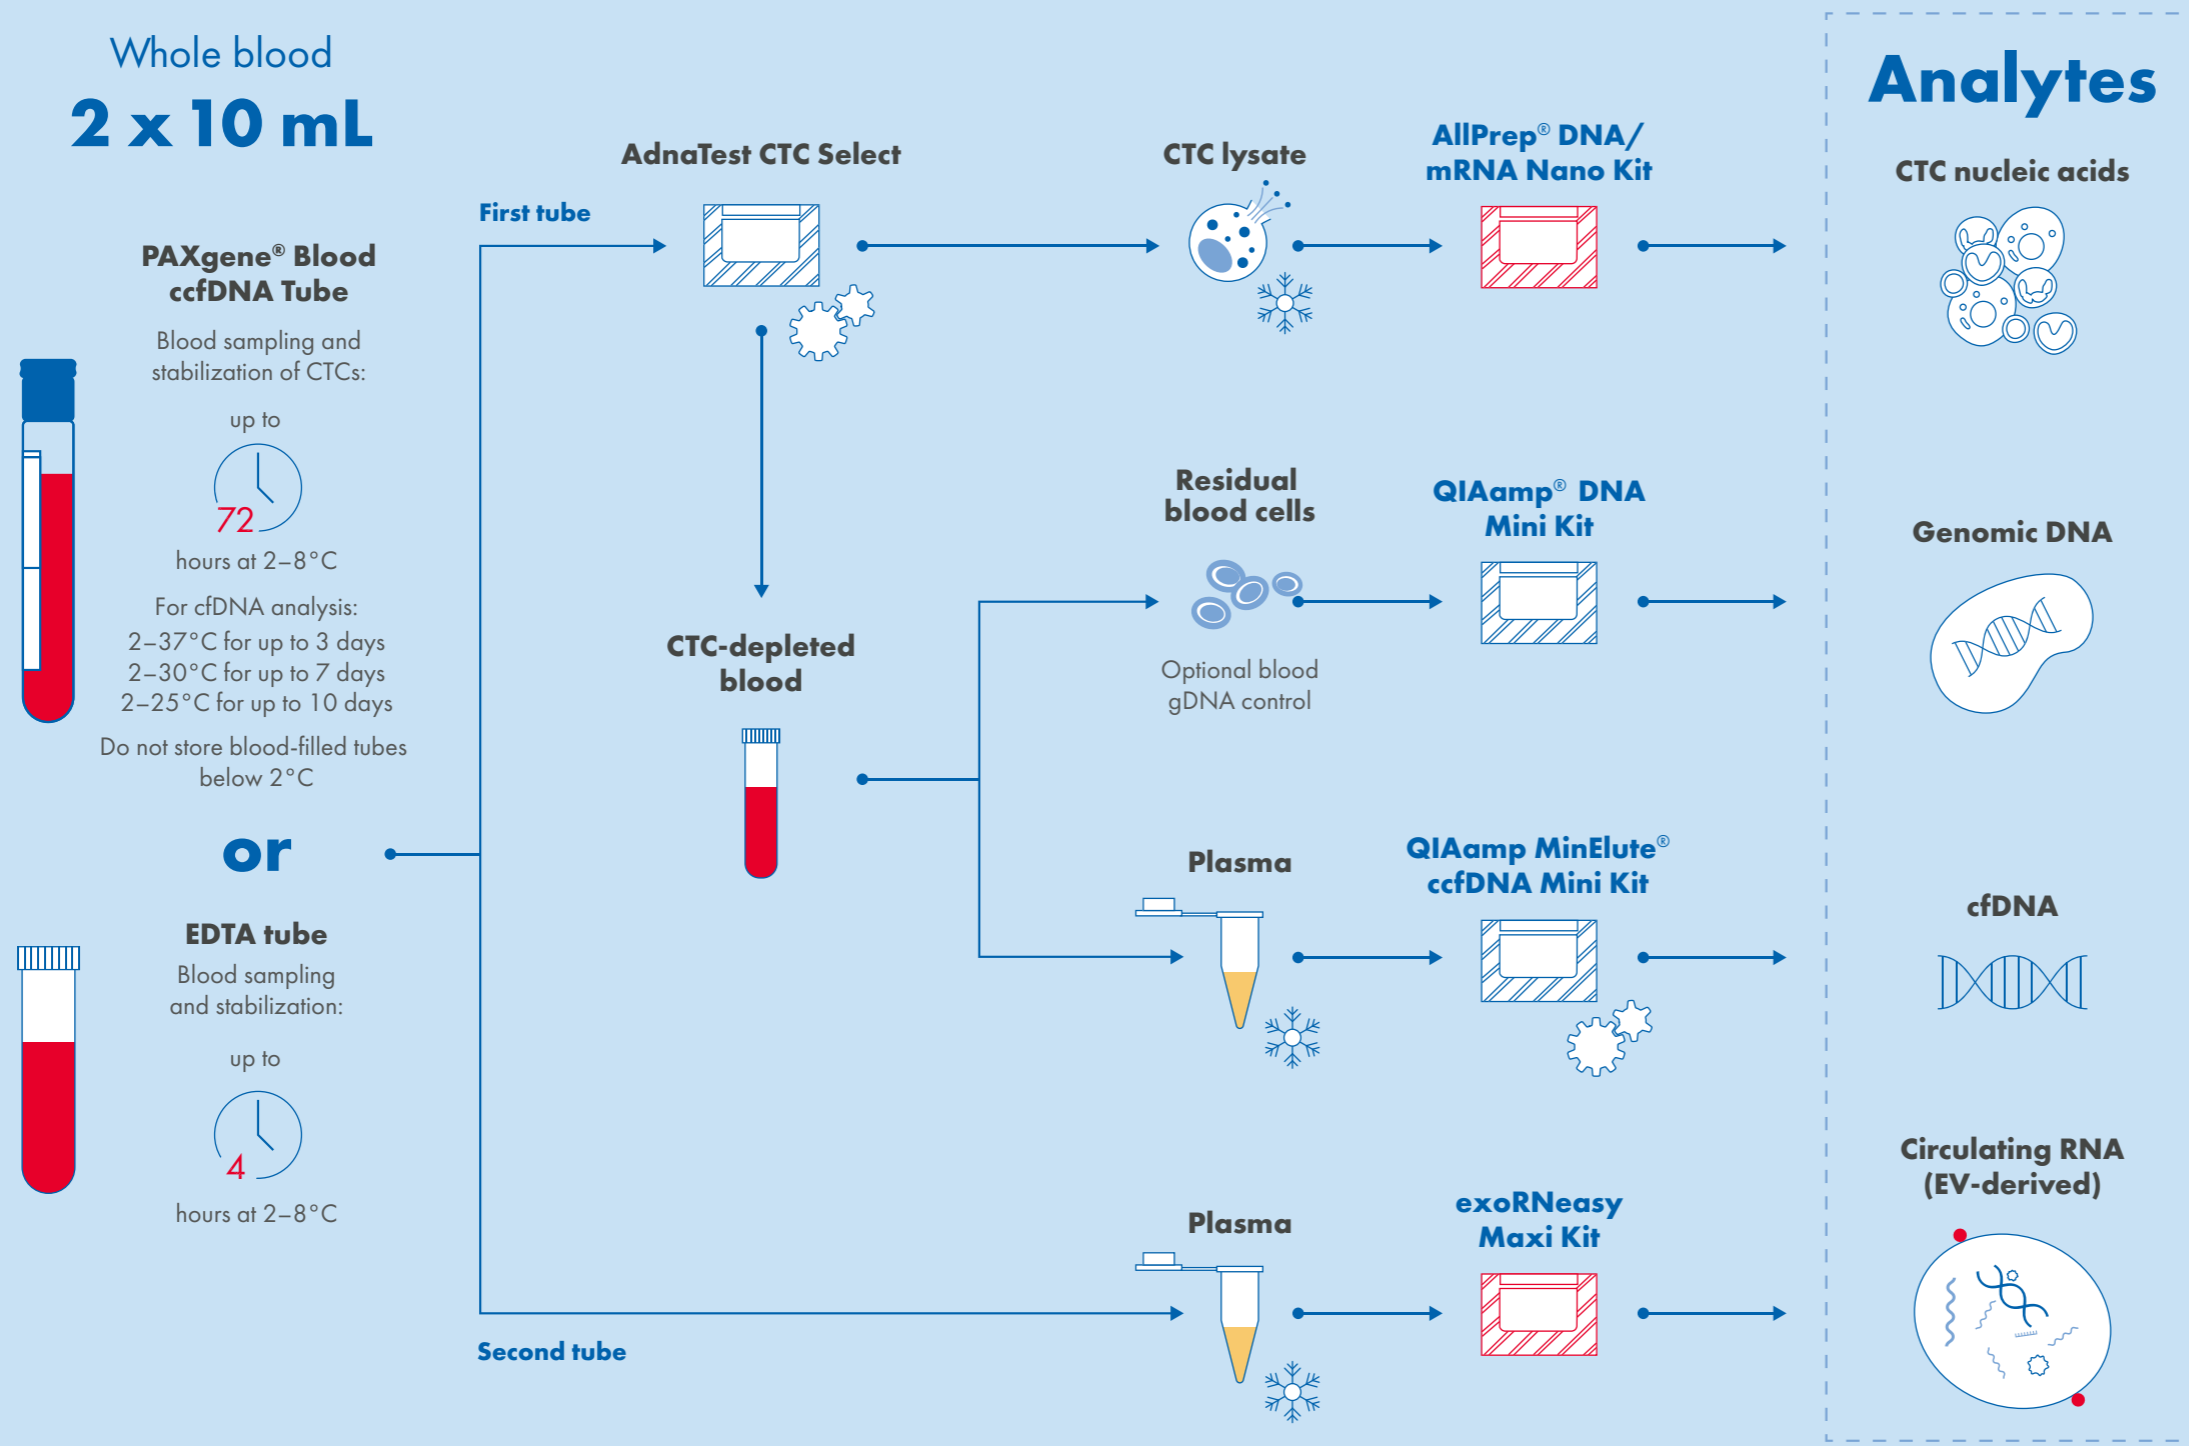 Whole blood
2 x 10 mL
PAXgene® Blood
ccfDNA Tube
Blood sampling and
stabilization of CTCs:
up to
72
hours at 2–8°C
For cfDNA analysis:
2–37°C for up to 3 days
2–30°C for up to 7 days
2–25°C for up to 10 days
Do not store blood-filled tubes
below 2°C
or
EDTA tube
Blood sampling
and stabilization:
up to
4
hours at 2–8°C
First tube
AdnaTest CTC Select
CTC lysate
AllPrep® DNA/
mRNA Nano Kit
CTC-depleted
blood
Residual
blood cells
Optional blood
gDNA control
QIAamp® DNA
Mini Kit
Plasma
QIAamp MinElute®
ccfDNA Mini Kit
Second tube
Plasma
exoRNeasy
Maxi Kit
Analytes
CTC nucleic acids
Genomic DNA
cfDNA
Circulating RNA
(EV-derived)